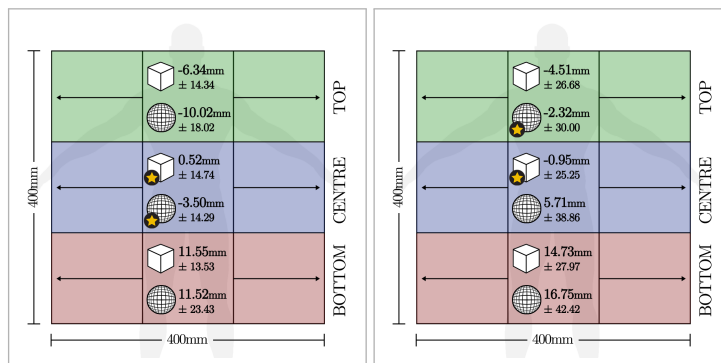 -6.34mm
± 14.34
-10.02mm
± 18.02
TOP
0.52mm
± 14.74
-3.50mm
± 14.29
CENTRE
11.55mm
± 13.53
11.52mm
± 23.43
BOTTOM
400mm
400mm
-4.51mm
± 26.68
-2.32mm
± 30.00
TOP
-0.95mm
± 25.25
5.71mm
± 38.86
CENTRE
14.73mm
± 27.97
16.75mm
± 42.42
BOTTOM
400mm
400mm